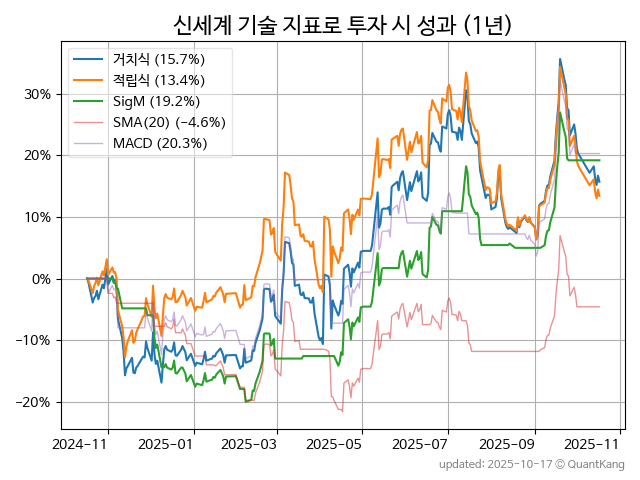 신세계 기술 지표로 투자 시 성과 (1년)
거치식 (15.7%)
적립식 (13.4%)
SigM (19.2%)
SMA(20) (−4.6%)
MACD (20.3%)
30%
20%
10%
0%
−10%
−20%
2024-11 2025-01 2025-03 2025-05 2025-07 2025-09 2025-11
updated: 2025-10-17 © QuantKang